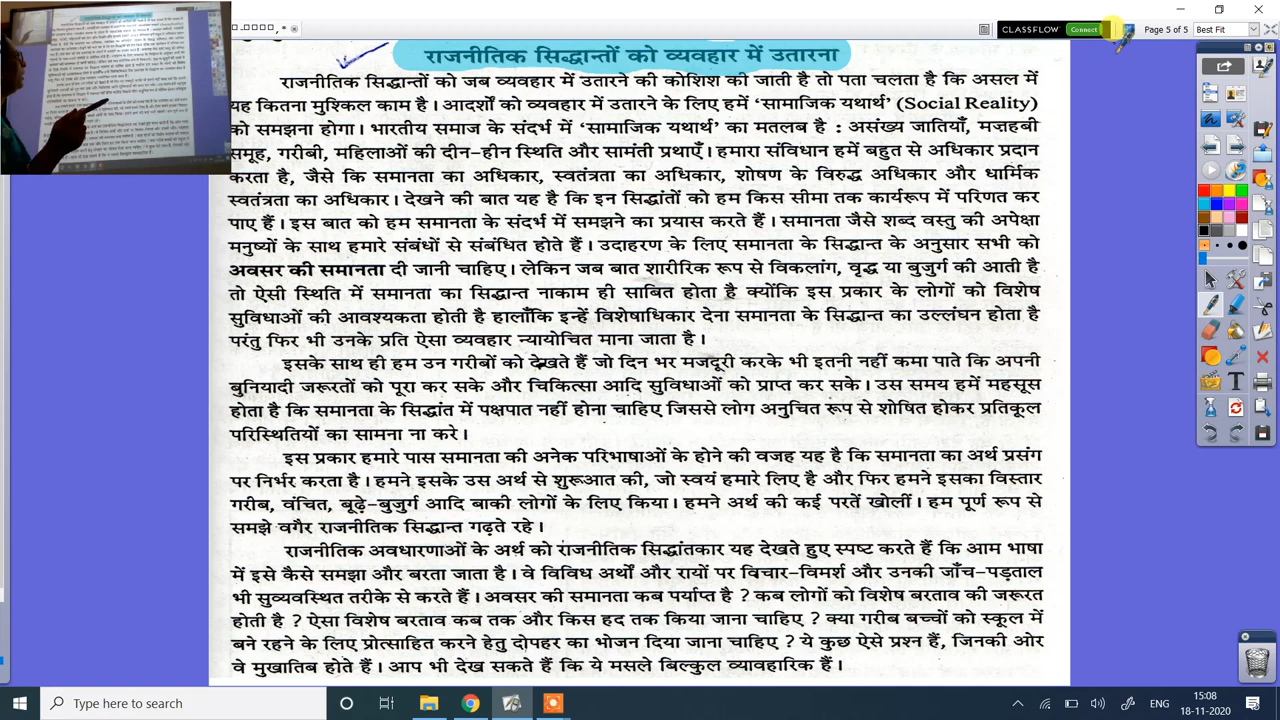 CLASSFLOW Connect Page 5 of 5 Best Fit
राजनीतिक सिद्धान्तों को व्यवहार में
राजनीतिक सिद्धान्तों को जब व्यवहार में उतारने की कोशिश की जाती है तो पता चलता है कि असल में
यह कितना मुश्किल काम है। आदर्शों को व्यवहार में उतारने के लिए हमें 'सामाजिक यथार्थ' (Social Reality)
को समझना होगा। भारतीय समाज के संदर्भ में 'सामाजिक यथार्थ' का मतलब है — असंख्य जातियाँ, मजहबी
समूह, गरीबी, महिलाओं की दीन–हीन स्थिति और सामंती प्रथाएँ। हमारा संविधान में बहुत से अधिकार प्रदान
करता है, जैसे कि समानता का अधिकार, स्वतंत्रता का अधिकार, शोषण के विरुद्ध अधिकार और धार्मिक
स्वतंत्रता का अधिकार। देखने की बात यह है कि इन सिद्धांतों को हम किस सीमा तक कार्यरूप में परिणत कर
पाए हैं। इस बात को हम समानता के संदर्भ में समझने का प्रयास करते हैं। समानता जैसे शब्द वस्तु की अपेक्षा
मनुष्यों के साथ हमारे संबंधों से संबंधित होते हैं। उदाहरण के लिए समानता के सिद्धान्त के अनुसार सभी को
अवसर की समानता दी जानी चाहिए। लेकिन जब बात शारीरिक रूप से विकलांग, वृद्ध या बुजुर्ग की आती है
तो ऐसी स्थिति में समानता का सिद्धान्त नाकाम ही साबित होता है क्योंकि इस प्रकार के लोगों को विशेष
सुविधाओं की आवश्यकता होती है हालाँकि इन्हें विशेषाधिकार देना समानता के सिद्धान्त का उल्लंघन होता है
परंतु फिर भी उनके प्रति ऐसा व्यवहार न्यायोचित माना जाता है।
इसके साथ ही हम उन गरीबों को देखते हैं जो दिन भर मजदूरी करके भी इतनी नहीं कमा पाते कि अपनी
बुनियादी जरूरतों को पूरा कर सके और चिकित्सा आदि सुविधाओं को प्राप्त कर सके। उस समय हमें महसूस
होता है कि समानता के सिद्धांत में पक्षपात नहीं होना चाहिए जिससे लोग अनुचित रूप से शोषित होकर प्रतिकूल
परिस्थितियों का सामना ना करे।
इस प्रकार हमारे पास समानता की अनेक परिभाषाओं के होने की वजह यह है कि समानता का अर्थ प्रसंग
पर निर्भर करता है। हमने इसके उस अर्थ से शुरूआत की, जो स्वयं हमारे लिए है और फिर हमने इसका विस्तार
गरीब, वंचित, बूढ़े–बुजुर्ग आदि बाकी लोगों के लिए किया। हमने अर्थ की कई परतें खोलीं। हम पूर्ण रूप से
समझे वगैर राजनीतिक सिद्धान्त गढ़ते रहे।
राजनीतिक अवधारणाओं के अर्थ को राजनीतिक सिद्धांतकार यह देखते हुए स्पष्ट करते हैं कि आम भाषा
में इसे कैसे समझा और बरता जाता है। वे विविध अर्थों और रायों पर विचार–विमर्श और उनकी जाँच–पड़ताल
भी सुव्यवस्थित तरीके से करते हैं। अवसर की समानता कब पर्याप्त है ? कब लोगों को विशेष बरताव की जरूरत
होती है ? ऐसा विशेष बरताव कब तक और किस हद तक किया जाना चाहिए ? क्या गरीब बच्चों को स्कूल में
बने रहने के लिए प्रोत्साहित करने हेतु दोपहर का भोजन दिया जाना चाहिए ? ये कुछ ऐसे प्रश्न हैं, जिनकी ओर
वे मुखातिब होते हैं। आप भी देख सकते हैं कि ये मसले बिल्कुल व्यावहारिक हैं।
Type here to search
ENG
15:08
18-11-2020